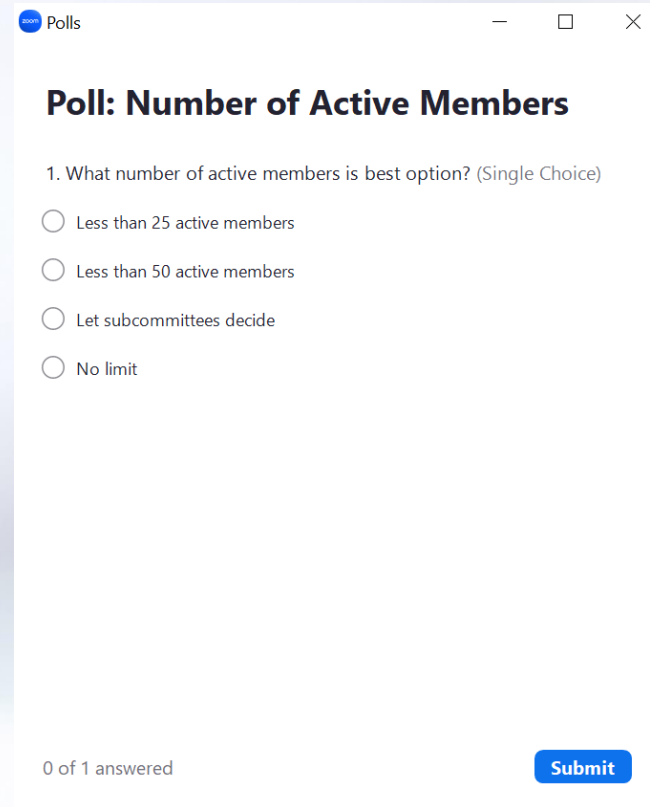 zoom Polls
Poll: Number of Active Members
1. What number of active members is best option? (Single Choice)
Less than 25 active members
Less than 50 active members
Let subcommittees decide
No limit
0 of 1 answered
Submit